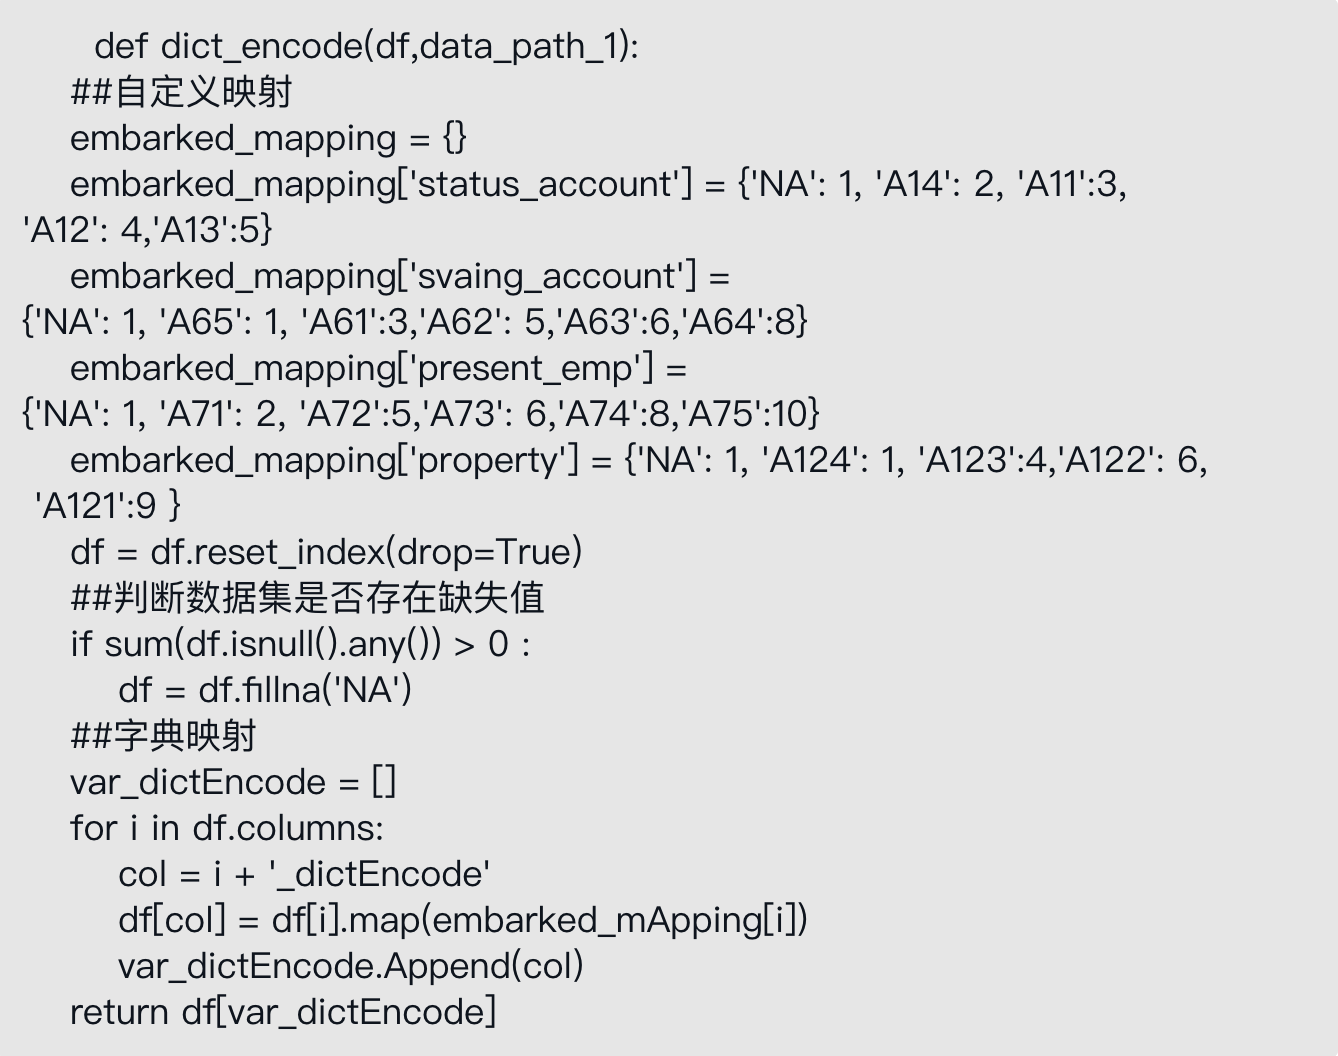 def dict_encode(df,data_path_1):
##自定义映射
embarked_mapping = {}
embarked_mapping['status_account'] = {'NA': 1, 'A14': 2, 'A11':3,
'A12': 4,'A13':5}
embarked_mapping['svaing_account'] =
{'NA': 1, 'A65': 1, 'A61':3,'A62': 5,'A63':6,'A64':8}
embarked_mapping['present_emp'] =
{'NA': 1, 'A71': 2, 'A72':5,'A73': 6,'A74':8,'A75':10}
embarked_mapping['property'] = {'NA': 1, 'A124': 1, 'A123':4,'A122': 6,
'A121':9 }
df = df.reset_index(drop=True)
##判断数据集是否存在缺失值
if sum(df.isnull().any()) > 0 :
df = df.fillna('NA')
##字典映射
var_dictEncode = []
for i in df.columns:
col = i + '_dictEncode'
df[col] = df[i].map(embarked_mApping[i])
var_dictEncode.Append(col)
return df[var_dictEncode]